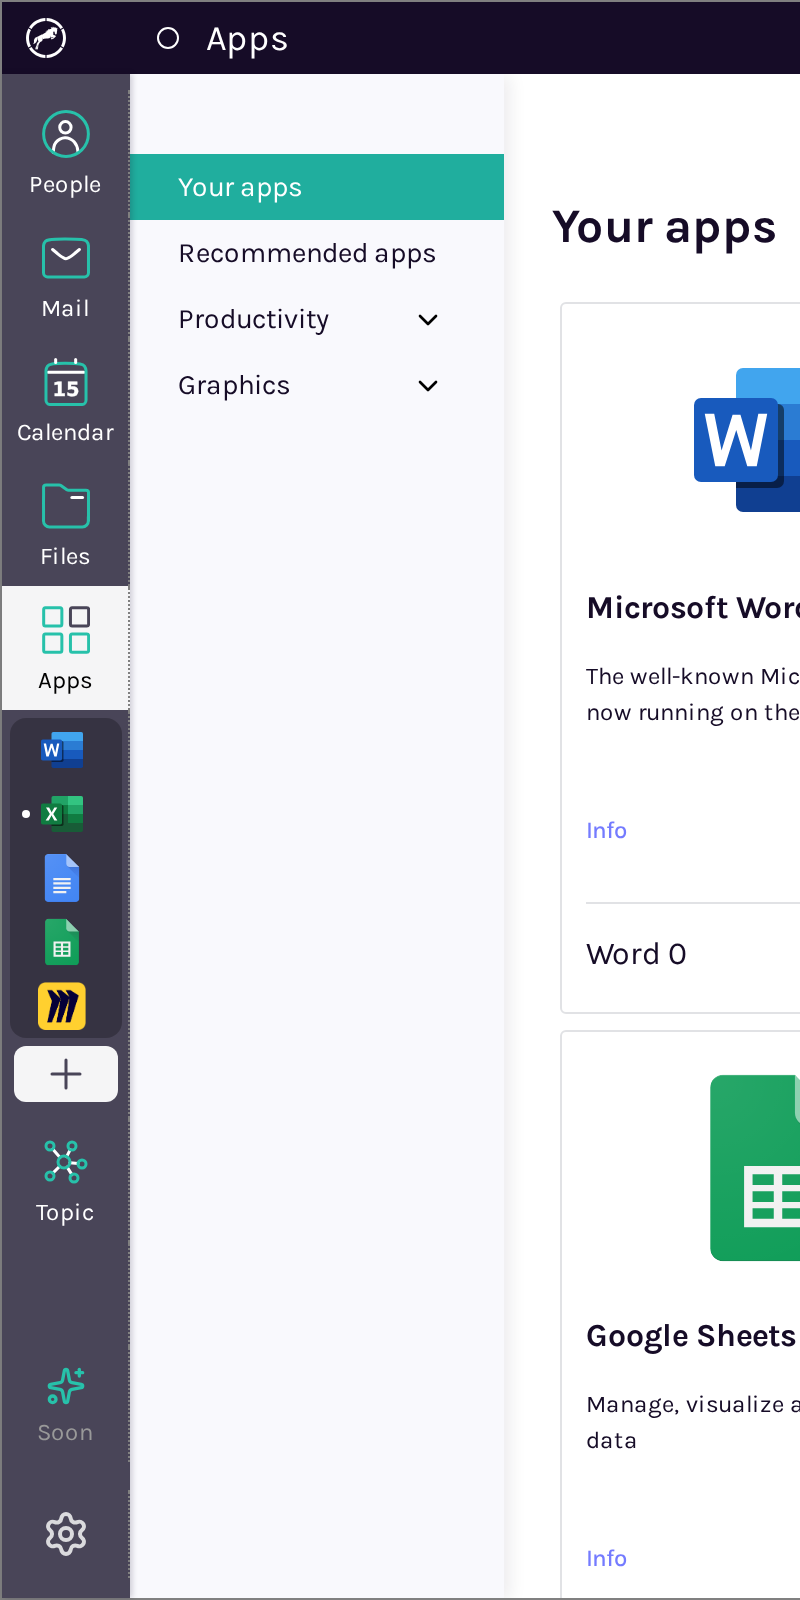 Apps
People
Mail
15
Calendar
Files
Apps
W
X
Topic
Soon
Your apps
Recommended apps
Productivity
Graphics
Your apps
W
Microsoft Word
The well-known Mic
now running on the
Info
Word 0
Google Sheets
Manage, visualize a
data
Info